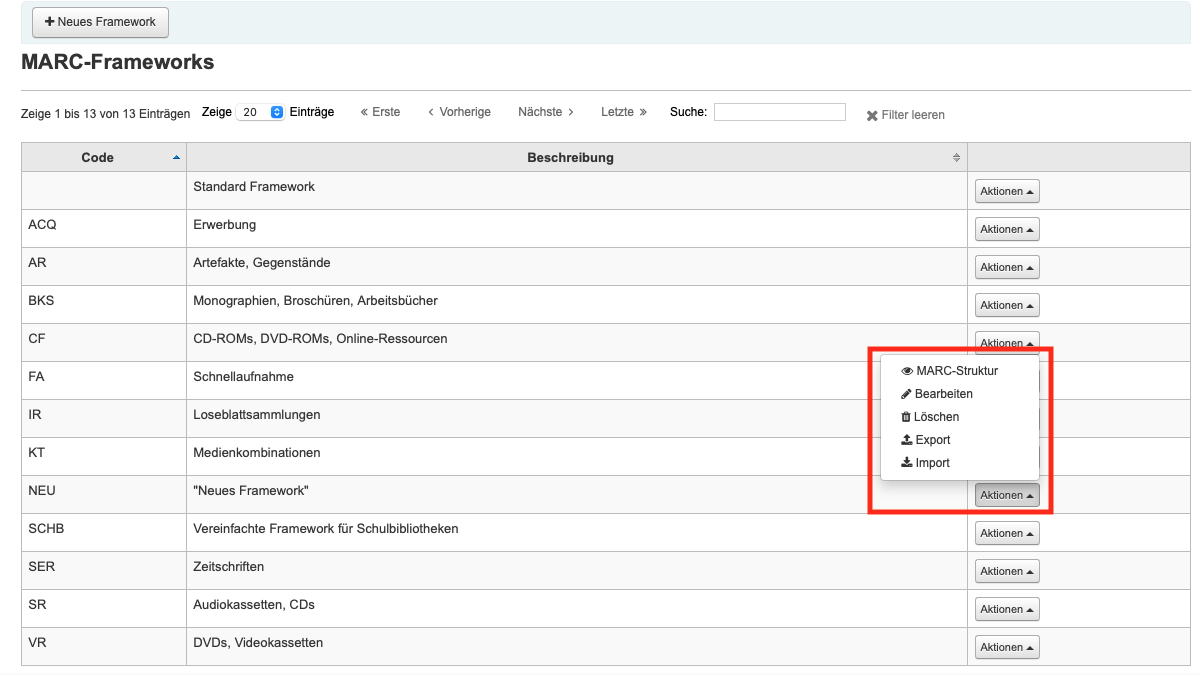 Neues Framework
MARC-Frameworks
Zeige 1 bis 13 von 13 Einträgen Zeige 20 Einträge « Erste ‹ Vorherige Nächste › Letzte » Suche: Filter leeren
Code Beschreibung
Standard Framework Aktionen
ACQ Erwerbung Aktionen
AR Artefakte, Gegenstände Aktionen
BKS Monographien, Broschüren, Arbeitsbücher Aktionen
CF CD-ROMs, DVD-ROMs, Online-Ressourcen Aktionen
FA Schnellaufnahme
IR Loseblattsammlungen
KT Medienkombinationen
MARC-Struktur
Bearbeiten
Löschen
Export
Import
NEU "Neues Framework" Aktionen
SCHB Vereinfachte Framework für Schulbibliotheken Aktionen
SER Zeitschriften Aktionen
SR Audiokassetten, CDs Aktionen
VR DVDs, Videokassetten Aktionen